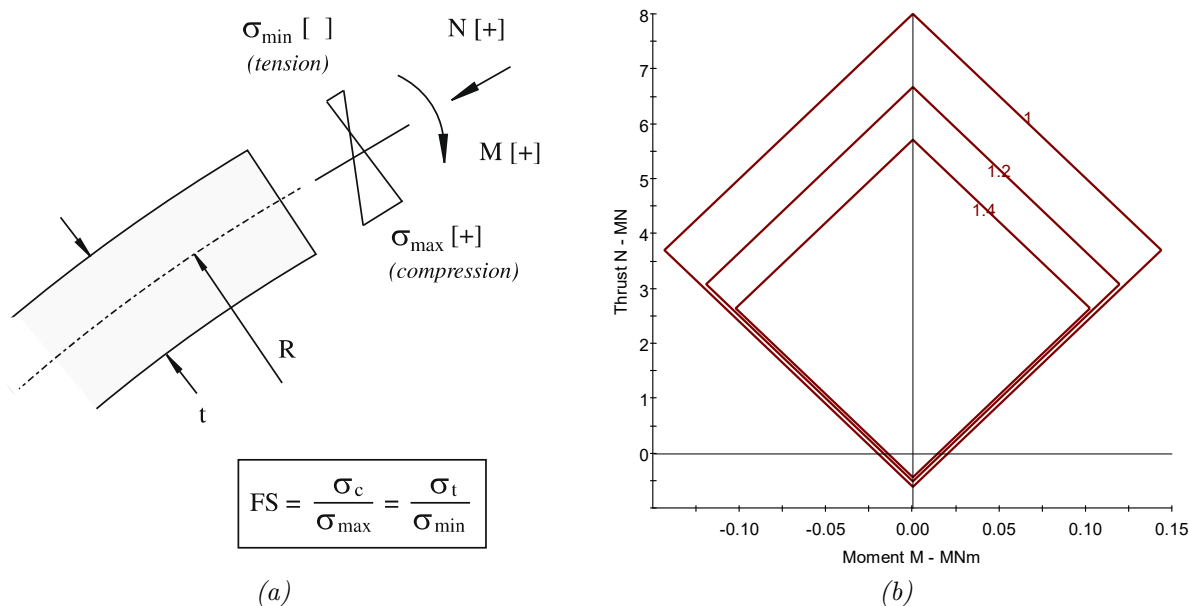 σmin [ ]
(tension)
N [+]
M [+]
σmax [+]
(compression)
R
t
FS = σc / σmax = σt / σmin
(a)
8
7
6
5
4
3
2
1
0
Thrust N - MN
1
1.2
1.4
-0.10 -0.05 0.00 0.05 0.10 0.15
Moment M - MNm
(b)